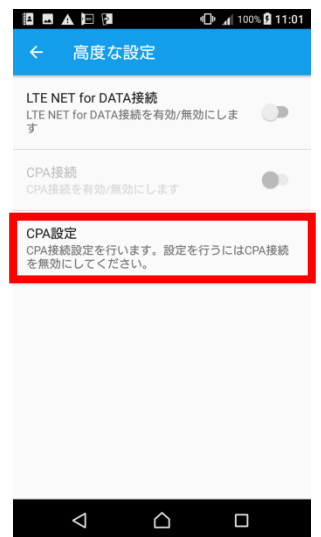 100% 11:01
高度な設定
LTE NET for DATA接続
LTE NET for DATA接続を有効/無効にしま
す
CPA接続
CPA接続を有効/無効にします
CPA設定
CPA接続設定を行います。設定を行うにはCPA接続
を無効にしてください。